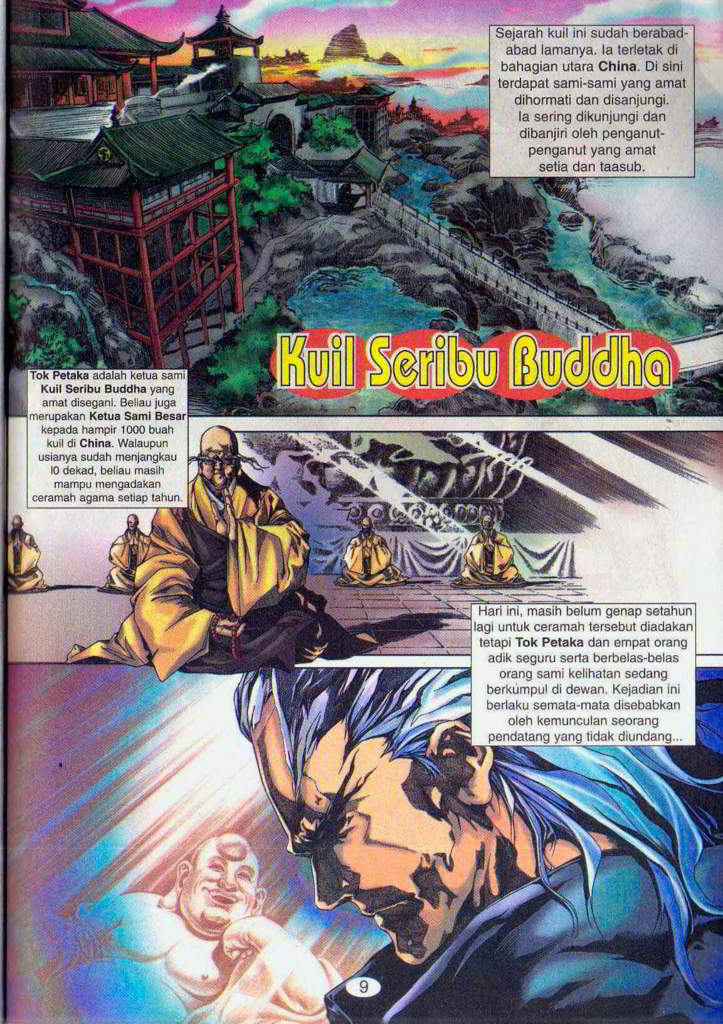 Sejarah kuil ini sudah berabad-
abad lamanya. Ia terletak di
bahagian utara China. Di sini
terdapat sami-sami yang amat
dihormati dan disanjungi.
Ia sering dikunjungi dan
dibanjiri oleh penganut-
penganut yang amat
setia dan taasub.
Kuil Seribu Buddha
Tok Petaka adalah ketua sami
Kuil Seribu Buddha yang
amat disegani. Beliau juga
merupakan Ketua Sami Besar
kepada hampir 1000 buah
kuil di China. Walaupun
usianya sudah menjangkau
10 dekad, beliau masih
mampu mengadakan
ceramah agama setiap tahun.
Hari ini, masih belum genap setahun
lagi untuk ceramah tersebut diadakan
tetapi Tok Petaka dan empat orang
adik seguru serta berbelas-belas
orang sami kelihatan sedang
berkumpul di dewan. Kejadian ini
berlaku semata-mata disebabkan
oleh kemunculan seorang
pendatang yang tidak diundang...
9